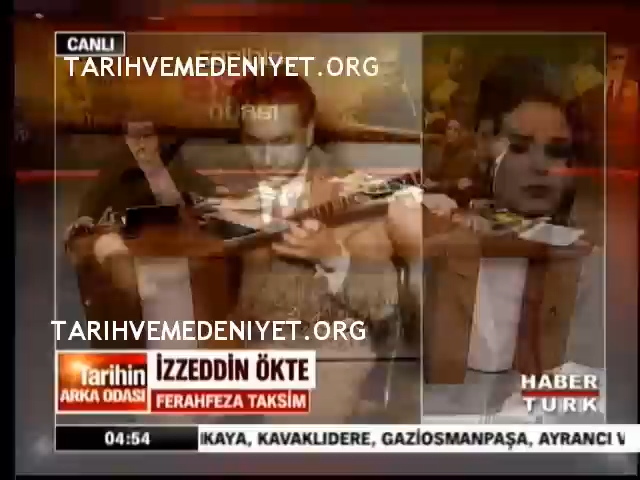 CANLI
TARIHVEMEDENIYET.ORG
TARIHVEMEDENIYET.ORG
Tarihin
ARKA ODASI
İZZEDDİN ÖKTE
FERAHFEZA TAKSİM
HABER
TÜRK
04:54
IKAYA, KAVAKLIDERE, GAZİOSMANPAŞA, AYRANCI V